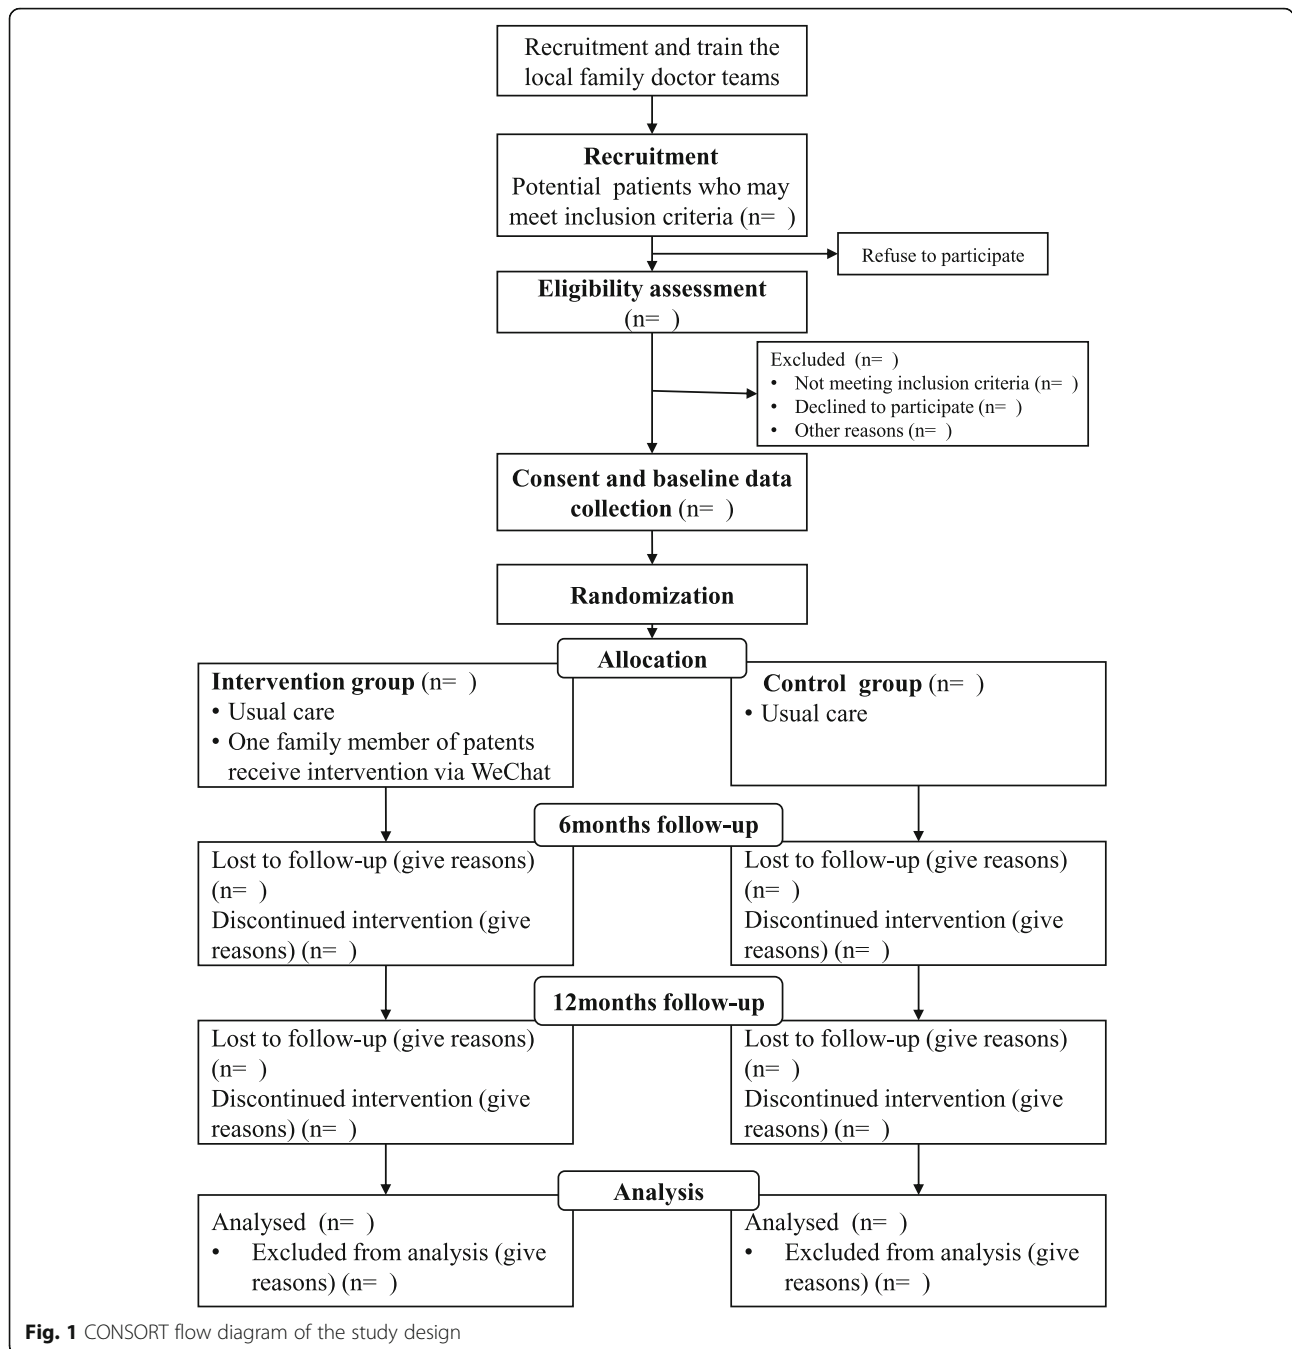 Recruitment and train the
local family doctor teams
Recruitment
Potential patients who may
meet inclusion criteria (n= )
Refuse to participate
Eligibility assessment
(n= )
Excluded (n= )
• Not meeting inclusion criteria (n= )
• Declined to participate (n= )
• Other reasons (n= )
Consent and baseline data
collection (n= )
Randomization
Allocation
Intervention group (n= )
• Usual care
• One family member of patents
receive intervention via WeChat
Control group (n= )
• Usual care
6months follow-up
Lost to follow-up (give reasons)
(n= )
Discontinued intervention (give
reasons) (n= )
Lost to follow-up (give reasons)
(n= )
Discontinued intervention (give
reasons) (n= )
12months follow-up
Lost to follow-up (give reasons)
(n= )
Discontinued intervention (give
reasons) (n= )
Lost to follow-up (give reasons)
(n= )
Discontinued intervention (give
reasons) (n= )
Analysis
Analysed (n= )
• Excluded from analysis (give
reasons) (n= )
Analysed (n= )
• Excluded from analysis (give
reasons) (n= )
Fig. 1 CONSORT flow diagram of the study design